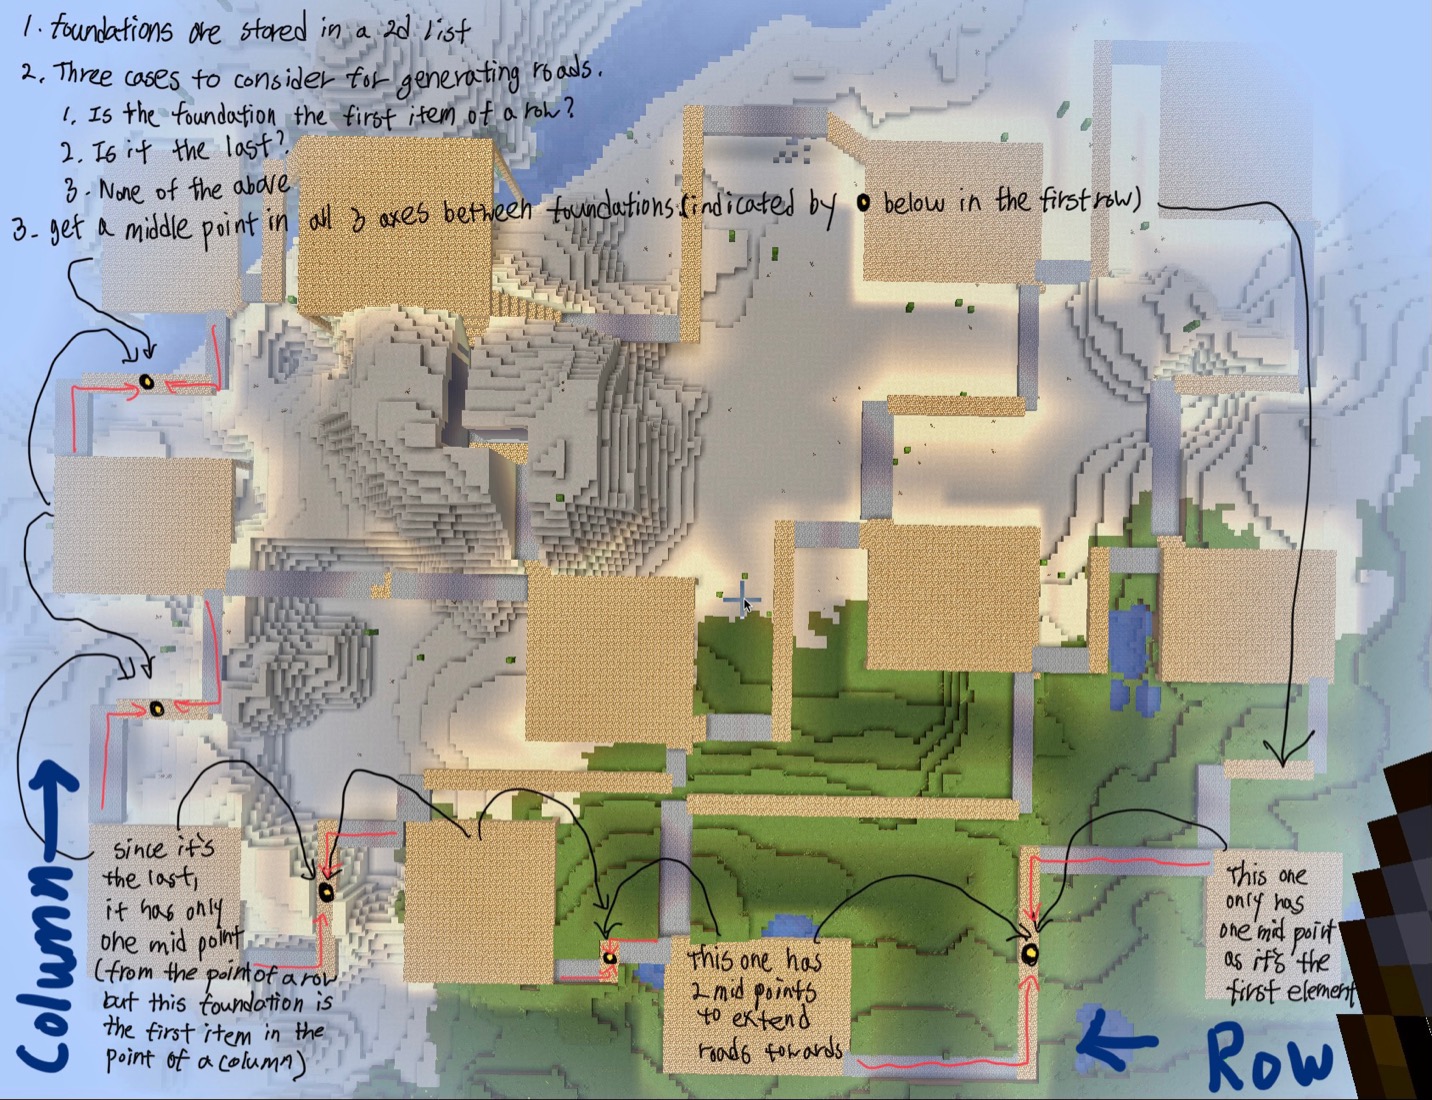 1. foundations are stored in a 2d list
2. Three cases to consider for generating roads.
1. Is the foundation the first item of a row?
2. Is it the last?
3. None of the above
3. get a middle point in all 3 axes between foundations.(indicated by 0 below in the first row)
since it's
the last,
it has only
one mid point
(from the point of a row
but this foundation is
the first item in the
point of a column)
This one has
2 mid points
to extend
roads towards
This one
only has
one mid point
as it's the
first element
Column
Row